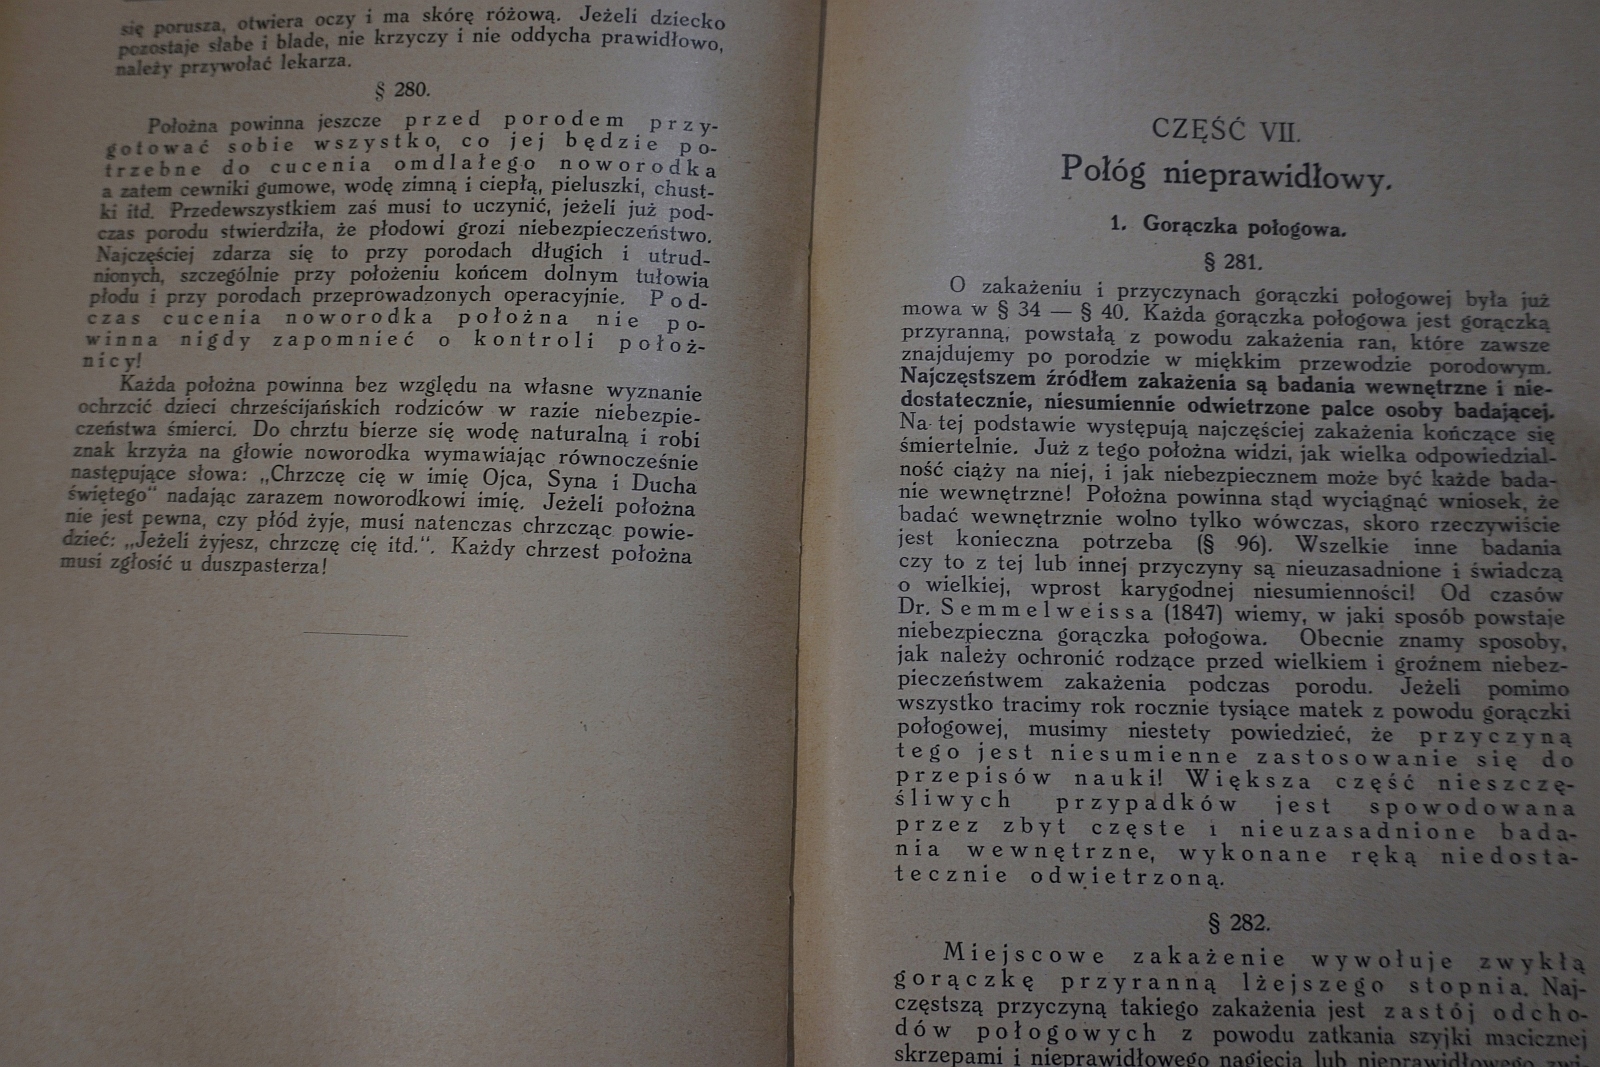 się porusza, otwiera oczy i ma skórę różową. Jeżeli dziecko
pozostaje słabe i blade, nie krzyczy i nie oddycha prawidłowo,
należy przywołać lekarza.
§ 280.
Położna powinna jeszcze przed porodem przy-
gotować sobie wszystko, co jej będzie po-
trzebne do cucenia omdlałego noworodka
a zatem cewniki gumowe, wodę zimną i ciepłą, pieluszki, chust-
ki itd. Przedewszystkiem zaś musi to uczynić, jeżeli już pod-
czas porodu stwierdziła, że płodowi grozi niebezpieczeństwo.
Najczęściej zdarza się to przy porodach długich i utrud-
nionych, szczególnie przy położeniu końcem dolnym tułowia
płodu i przy porodach przeprowadzonych operacyjnie. Pod-
czas cucenia noworodka położna nie po-
winna nigdy zapomnieć o kontroli położ-
nicy!
Każda położna powinna bez względu na własne wyznanie
ochrzcić dzieci chrześcijańskich rodziców w razie niebezpie-
czeństwa śmierci. Do chrztu bierze się wodę naturalną i robi
znak krzyża na głowie noworodka wymawiając równocześnie
następujące słowa: „Chrzczę cię w imię Ojca, Syna i Ducha
świętego“ nadając zarazem noworodkowi imię. Jeżeli położna
nie jest pewna, czy płód żyje, musi natenczas chrzcząc powie-
dzieć: „Jeżeli żyjesz, chrzczę cię itd.“. Każdy chrzest położna
musi zgłosić u duszpasterza!
CZĘŚĆ VII.
Połóg nieprawidłowy.
1. Gorączka połogowa.
§ 281.
O zakażeniu i przyczynach gorączki połogowej była już
mowa w § 34 — § 40. Każda gorączka połogowa jest gorączką
przyranną, powstałą z powodu zakażenia ran, które zawsze
znajdujemy po porodzie w miękkim przewodzie porodowym.
Najczęstszem źródłem zakażenia są badania wewnętrzne i nie-
dostatecznie, niesumiennie odwietrzone palce osoby badającej.
Na tej podstawie występują najczęściej zakażenia kończące się
śmiertelnie. Już z tego położna widzi, jak wielka odpowiedzial-
ność ciąży na niej, i jak niebezpiecznem może być każde bada-
nie wewnętrzne! Położna powinna stąd wyciągnąć wniosek, że
badać wewnętrznie wolno tylko wówczas, skoro rzeczywiście
jest konieczna potrzeba (§ 96). Wszelkie inne badania
czy to z tej lub innej przyczyny są nieuzasadnione i świadczą
o wielkiej, wprost karygodnej niesumienności! Od czasów
Dr. Semmelweissa (1847) wiemy, w jaki sposób powstaje
niebezpieczna gorączka połogowa. Obecnie znamy sposoby,
jak należy ochronić rodzące przed wielkiem i groźnem niebez-
pieczeństwem zakażenia podczas porodu. Jeżeli pomimo
wszystko tracimy rok rocznie tysiące matek z powodu gorączki
połogowej, musimy niestety powiedzieć, że przyczyną
tego jest niesumienne zastosowanie się do
przepisów nauki! Większa część nieszczę-
śliwych przypadków jest spowodowana
przez zbyt częste i nieuzasadnione bada-
nia wewnętrzne, wykonane ręką niedosta-
tecznie odwietrzoną.
§ 282.
Miejscowe zakażenie wywołuje zwykłą
gorączkę przyranną lżejszego stopnia. Naj-
częstszą przyczyną takiego zakażenia jest zastój odcho-
dów połogowych z powodu zatkania szyjki macicznej
skrzepami i nieprawidłowego nagięcia lub nieprawidłowego zwi-